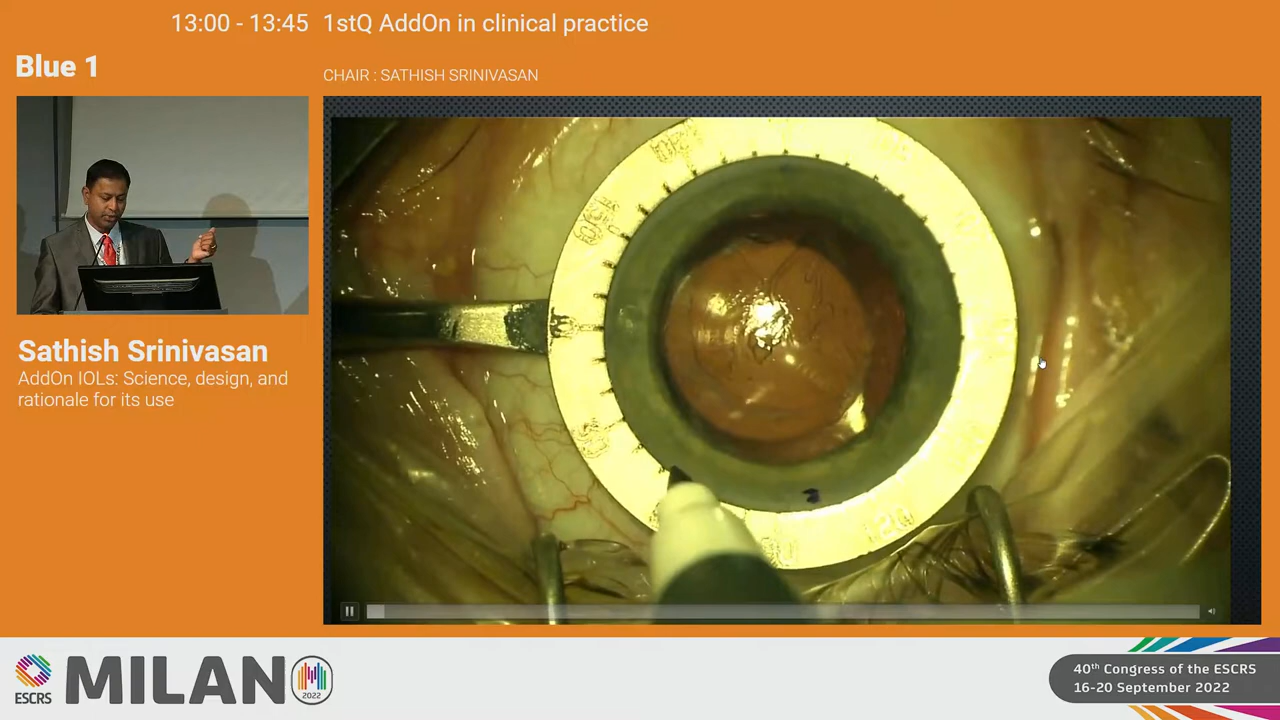 13:00 - 13:45 1stQ AddOn in clinical practice
Blue 1
CHAIR : SATHISH SRINIVASAN
Sathish Srinivasan
AddOn IOLs: Science, design, and
rationale for its use
120
ESCRS
MILANO
2022
40th Congress of the ESCRS
16-20 September 2022